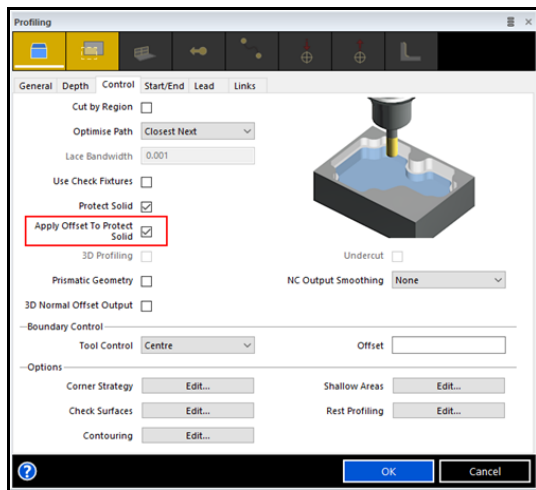 Profiling
General Depth Control Start/End Lead Links
Cut by Region
Optimise Path Closest Next
Lace Bandwidth 0.001
Use Check Fixtures
Protect Solid
Apply Offset To Protect
Solid
3D Profiling Undercut
Prismatic Geometry NC Output Smoothing None
3D Normal Offset Output
Boundary Control
Tool Control Centre Offset
Options
Corner Strategy Edit... Shallow Areas Edit...
Check Surfaces Edit... Rest Profiling Edit...
Contouring Edit...
? OK Cancel